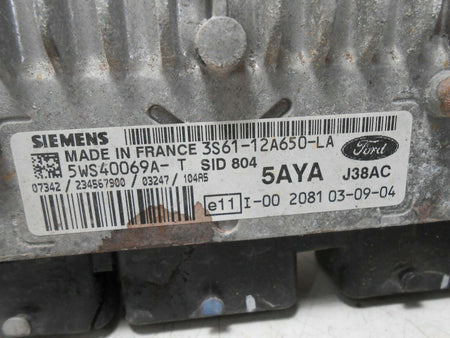 SIEMENS
MADE IN FRANCE 3S61-12A650-LA
5WS40069A- T SID 804
Ford
07342 / 234567900 / 03247 / 104A5
5AYA J38AC
e11 I-00 2081 03-09-04